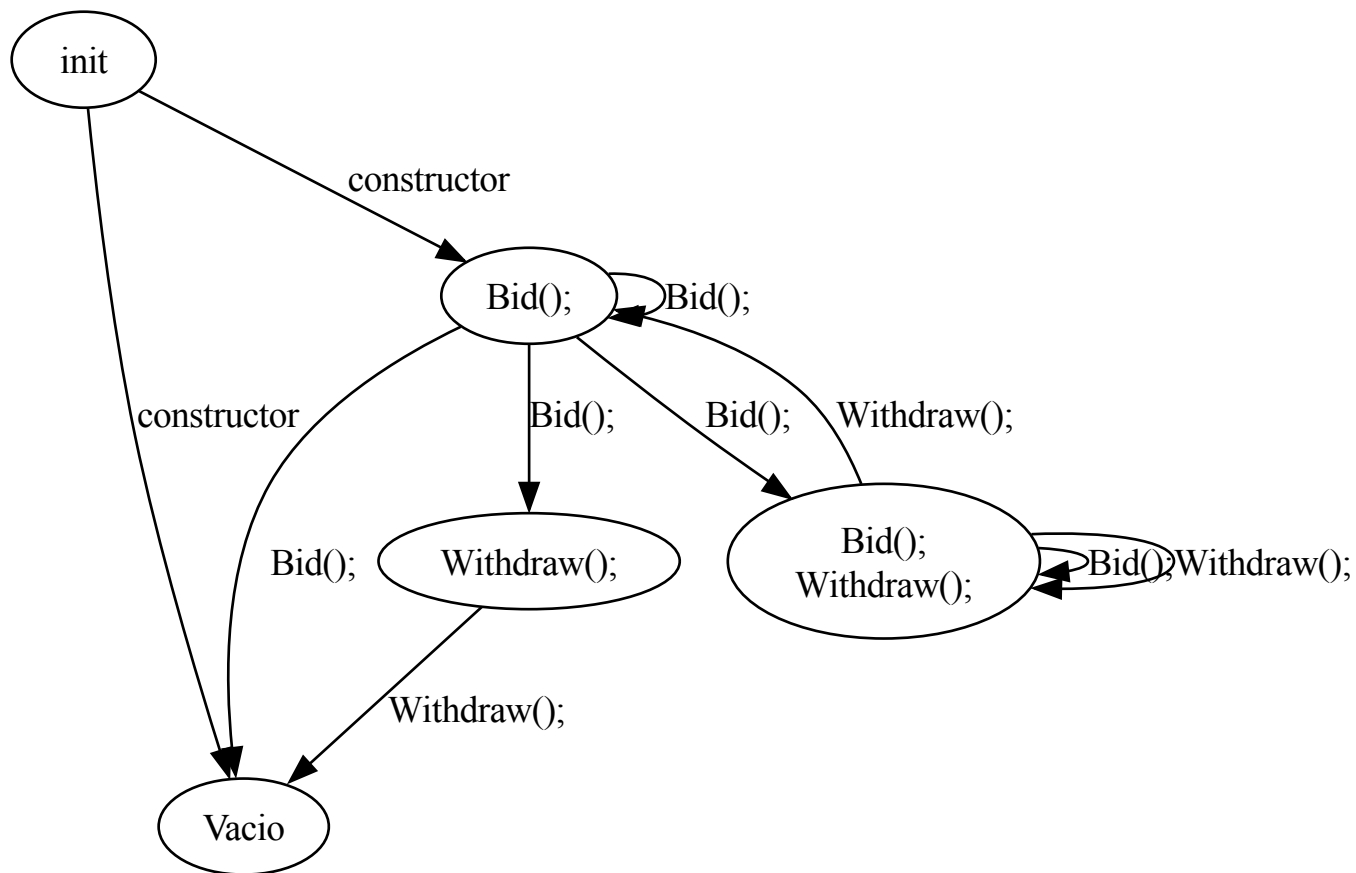 init
constructor
Bid();
Bid();
constructor
Bid();
Bid();
Withdraw();
Bid();
Withdraw();
Bid();
Withdraw();
Bid();
Withdraw();
Withdraw();
Vacio